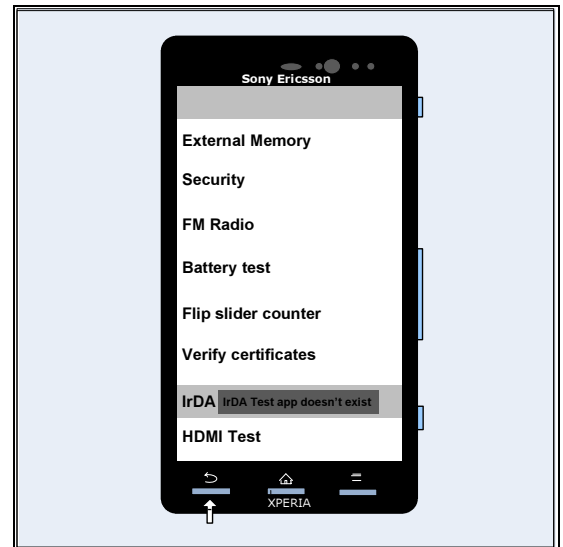 Sony Ericsson
External Memory
Security
FM Radio
Battery test
Flip slider counter
Verify certificates
IrDA IrDA Test app doesn't exist
HDMI Test
XPERIA